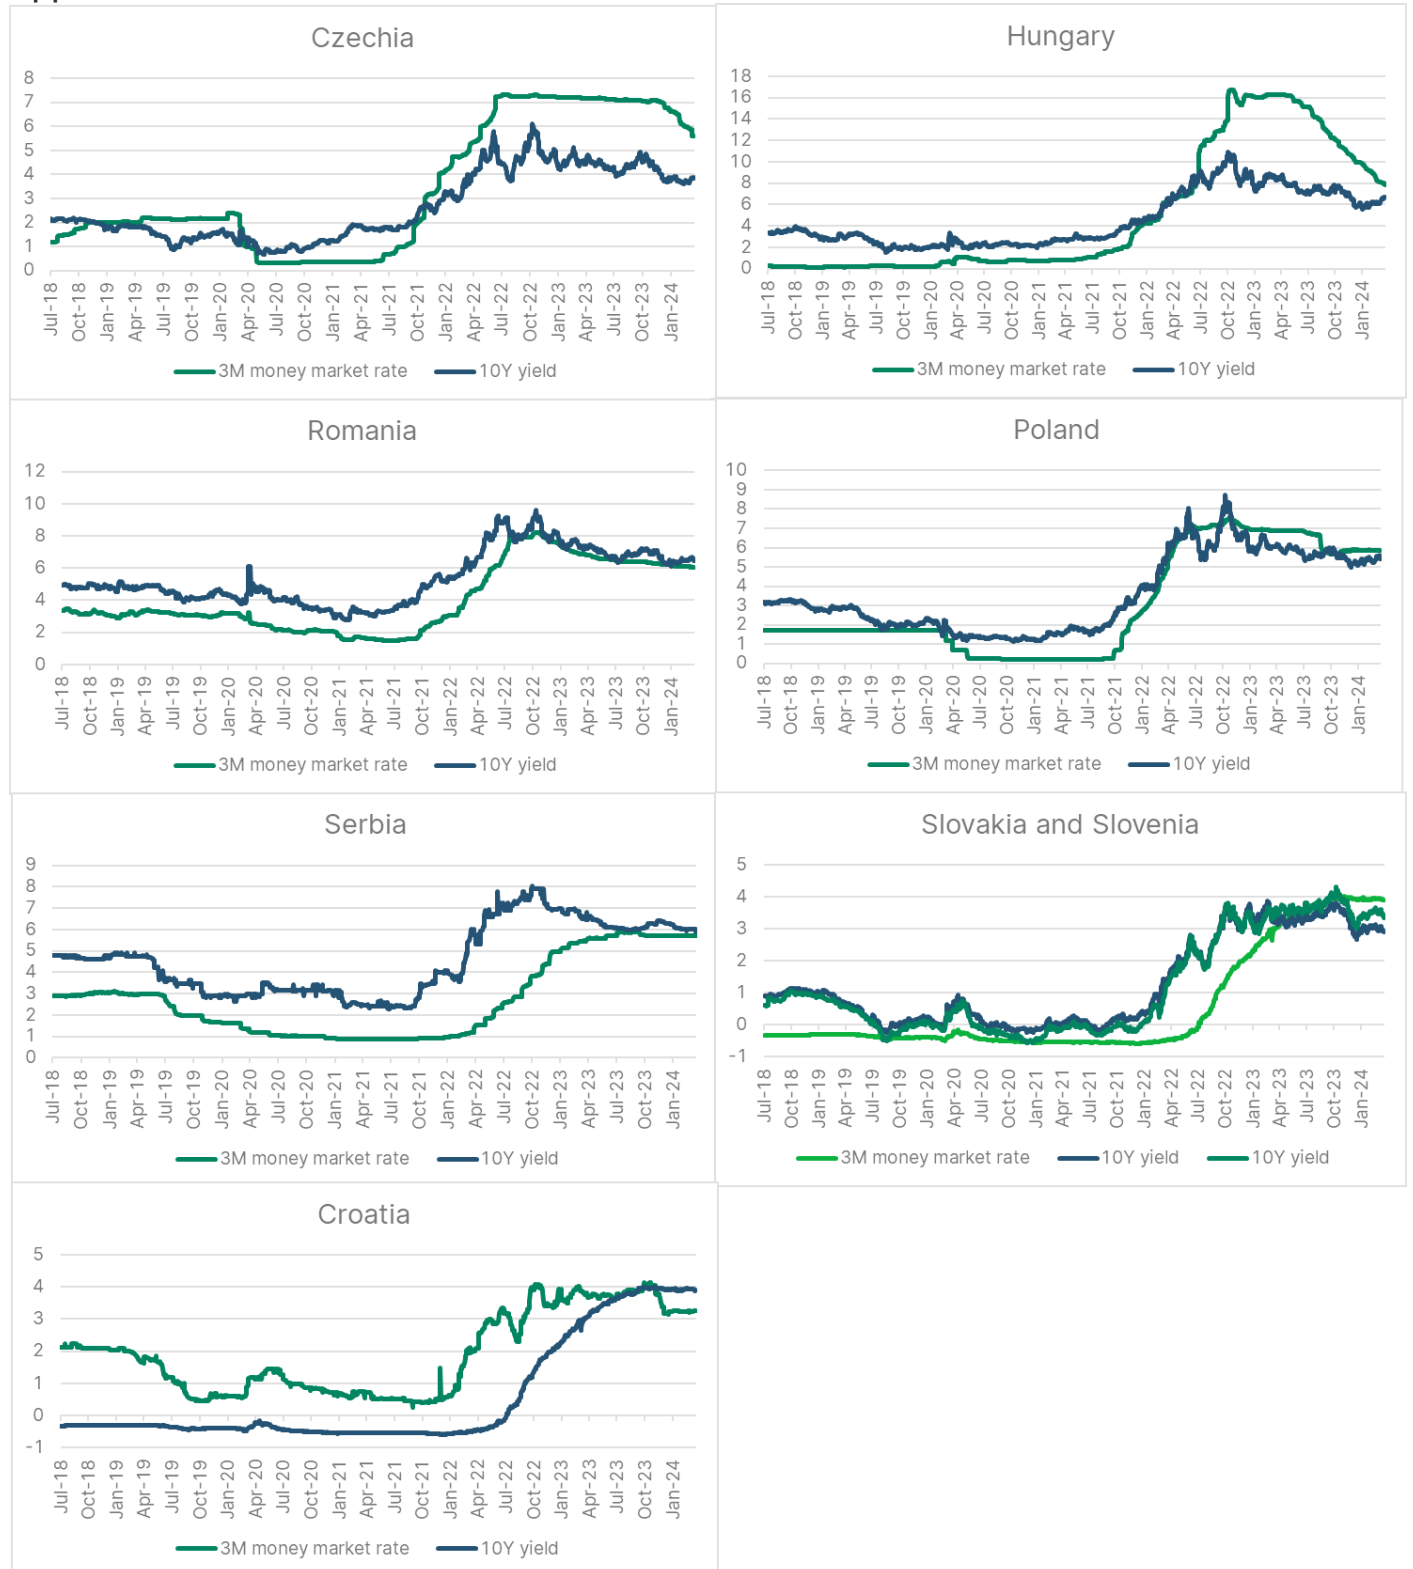 Czechia
8
7
6
5
4
3
2
1
0
Jul-18 Oct-18 Jan-19 Apr-19 Jul-19 Oct-19 Jan-20 Apr-20 Jul-20 Oct-20 Jan-21 Apr-21 Jul-21 Oct-21 Jan-22 Apr-22 Jul-22 Oct-22 Jan-23 Apr-23 Jul-23 Oct-23 Jan-24
3M money market rate 10Y yield
Hungary
18
16
14
12
10
8
6
4
2
0
Jul-18 Oct-18 Jan-19 Apr-19 Jul-19 Oct-19 Jan-20 Apr-20 Jul-20 Oct-20 Jan-21 Apr-21 Jul-21 Oct-21 Jan-22 Apr-22 Jul-22 Oct-22 Jan-23 Apr-23 Jul-23 Oct-23 Jan-24
3M money market rate 10Y yield
Romania
12
10
8
6
4
2
0
Jul-18 Oct-18 Jan-19 Apr-19 Jul-19 Oct-19 Jan-20 Apr-20 Jul-20 Oct-20 Jan-21 Apr-21 Jul-21 Oct-21 Jan-22 Apr-22 Jul-22 Oct-22 Jan-23 Apr-23 Jul-23 Oct-23 Jan-24
3M money market rate 10Y yield
Poland
10
9
8
7
6
5
4
3
2
1
0
Jul-18 Oct-18 Jan-19 Apr-19 Jul-19 Oct-19 Jan-20 Apr-20 Jul-20 Oct-20 Jan-21 Apr-21 Jul-21 Oct-21 Jan-22 Apr-22 Jul-22 Oct-22 Jan-23 Apr-23 Jul-23 Oct-23 Jan-24
3M money market rate 10Y yield
Serbia
9
8
7
6
5
4
3
2
1
0
Jul-18 Oct-18 Jan-19 Apr-19 Jul-19 Oct-19 Jan-20 Apr-20 Jul-20 Oct-20 Jan-21 Apr-21 Jul-21 Oct-21 Jan-22 Apr-22 Jul-22 Oct-22 Jan-23 Apr-23 Jul-23 Oct-23 Jan-24
3M money market rate 10Y yield
Slovakia and Slovenia
5
4
3
2
1
0
-1
Jul-18 Oct-18 Jan-19 Apr-19 Jul-19 Oct-19 Jan-20 Apr-20 Jul-20 Oct-20 Jan-21 Apr-21 Jul-21 Oct-21 Jan-22 Apr-22 Jul-22 Oct-22 Jan-23 Apr-23 Jul-23 Oct-23 Jan-24
3M money market rate 10Y yield 10Y yield
Croatia
5
4
3
2
1
0
-1
Jul-18 Oct-18 Jan-19 Apr-19 Jul-19 Oct-19 Jan-20 Apr-20 Jul-20 Oct-20 Jan-21 Apr-21 Jul-21 Oct-21 Jan-22 Apr-22 Jul-22 Oct-22 Jan-23 Apr-23 Jul-23 Oct-23 Jan-24
3M money market rate 10Y yield